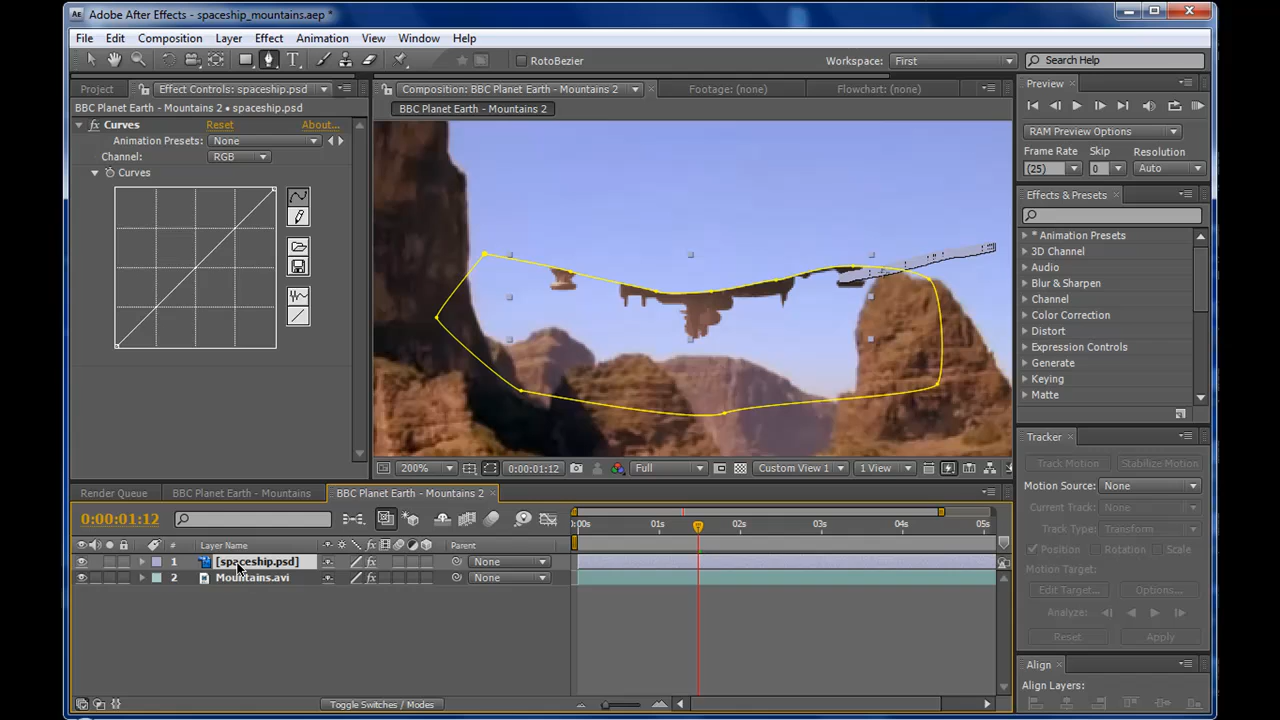 Adobe After Effects - spaceship_mountains.aep *
File Edit Composition Layer Effect Animation View Window Help
RotoBezier Workspace: First Search Help
Project Effect Controls: spaceship.psd Composition: BBC Planet Earth - Mountains 2 Footage: (none) Flowchart: (none) Preview
BBC Planet Earth - Mountains 2 • spaceship.psd BBC Planet Earth - Mountains 2
Curves Reset About...
Animation Presets: None
Channel: RGB
Curves
RAM Preview Options
Frame Rate Skip Resolution
(25) 0 Auto
Effects & Presets
* Animation Presets
3D Channel
Audio
Blur & Sharpen
Channel
Color Correction
Distort
Expression Controls
Generate
Keying
Matte
Tracker
Track Motion Stabilize Motion
Motion Source: None
Current Track: None
Track Type: Transform
Position Rotation Scale
Motion Target:
Edit Target... Options...
Analyze:
Reset Apply
Align
Align Layers:
200% 0:00:01:12 Full Custom View 1 1 View
Render Queue BBC Planet Earth - Mountains BBC Planet Earth - Mountains 2
0:00:01:12 :00s 01s 02s 03s 04s 05s
# Layer Name Parent
1 [spaceship.psd] None
2 Mountains.avi None
Toggle Switches / Modes